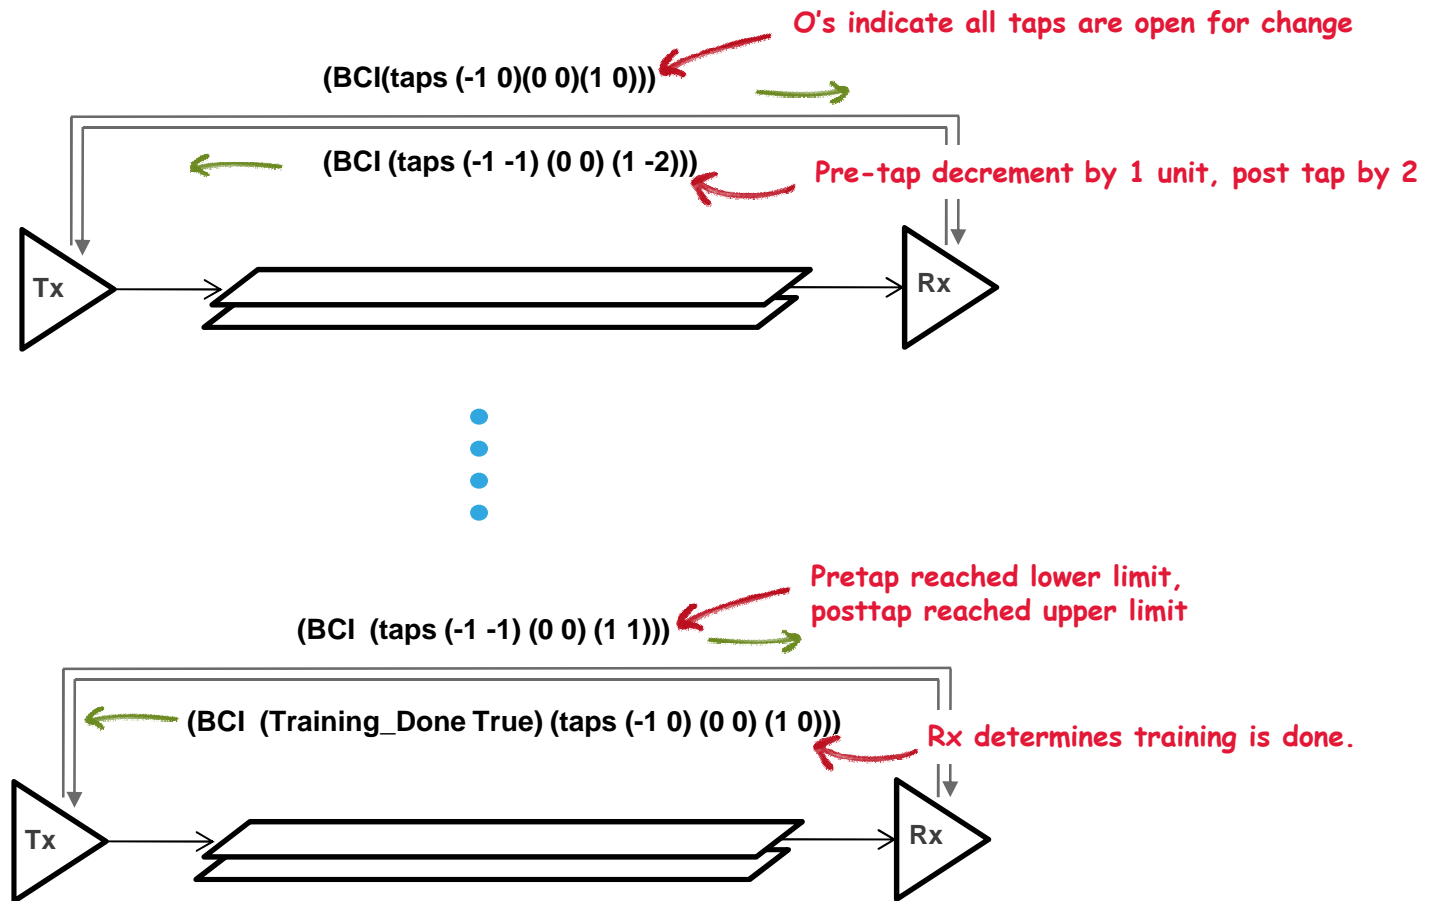 O's indicate all taps are open for change
(BCI(taps (-1 0)(0 0)(1 0)))
(BCI (taps (-1 -1) (0 0) (1 -2)))
Pre-tap decrement by 1 unit, post tap by 2
Tx
Rx
Pretap reached lower limit,
posttap reached upper limit
(BCI (taps (-1 -1) (0 0) (1 1)))
(BCI (Training_Done True) (taps (-1 0) (0 0) (1 0)))
Rx determines training is done.
Tx
Rx